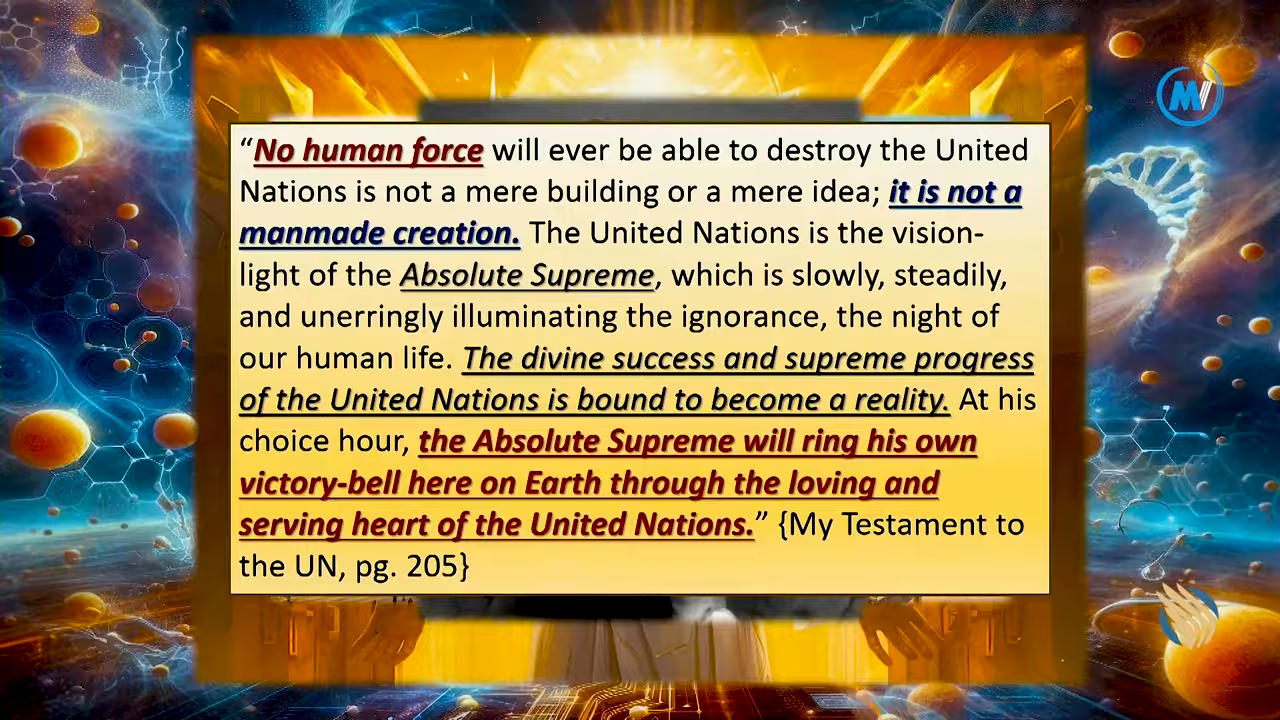 “No human force will ever be able to destroy the United
Nations is not a mere building or a mere idea; it is not a
manmade creation. The United Nations is the vision-
light of the Absolute Supreme, which is slowly, steadily,
and unerringly illuminating the ignorance, the night of
our human life. The divine success and supreme progress
of the United Nations is bound to become a reality. At his
choice hour, the Absolute Supreme will ring his own
victory-bell here on Earth through the loving and
serving heart of the United Nations.” {My Testament to
the UN, pg. 205}